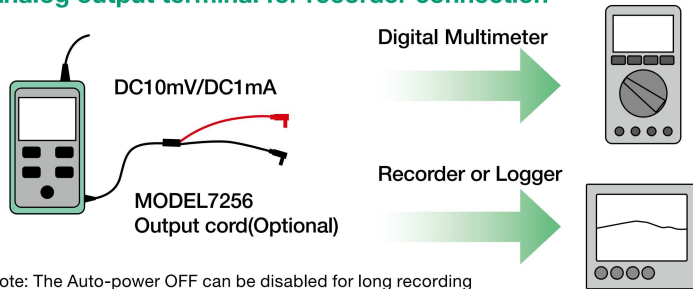 analog output terminal for recorder connection
Digital Multimeter
DC10mV/DC1mA
Recorder or Logger
MODEL7256
Output cord(Optional)
ote: The Auto-power OFF can be disabled for long recording